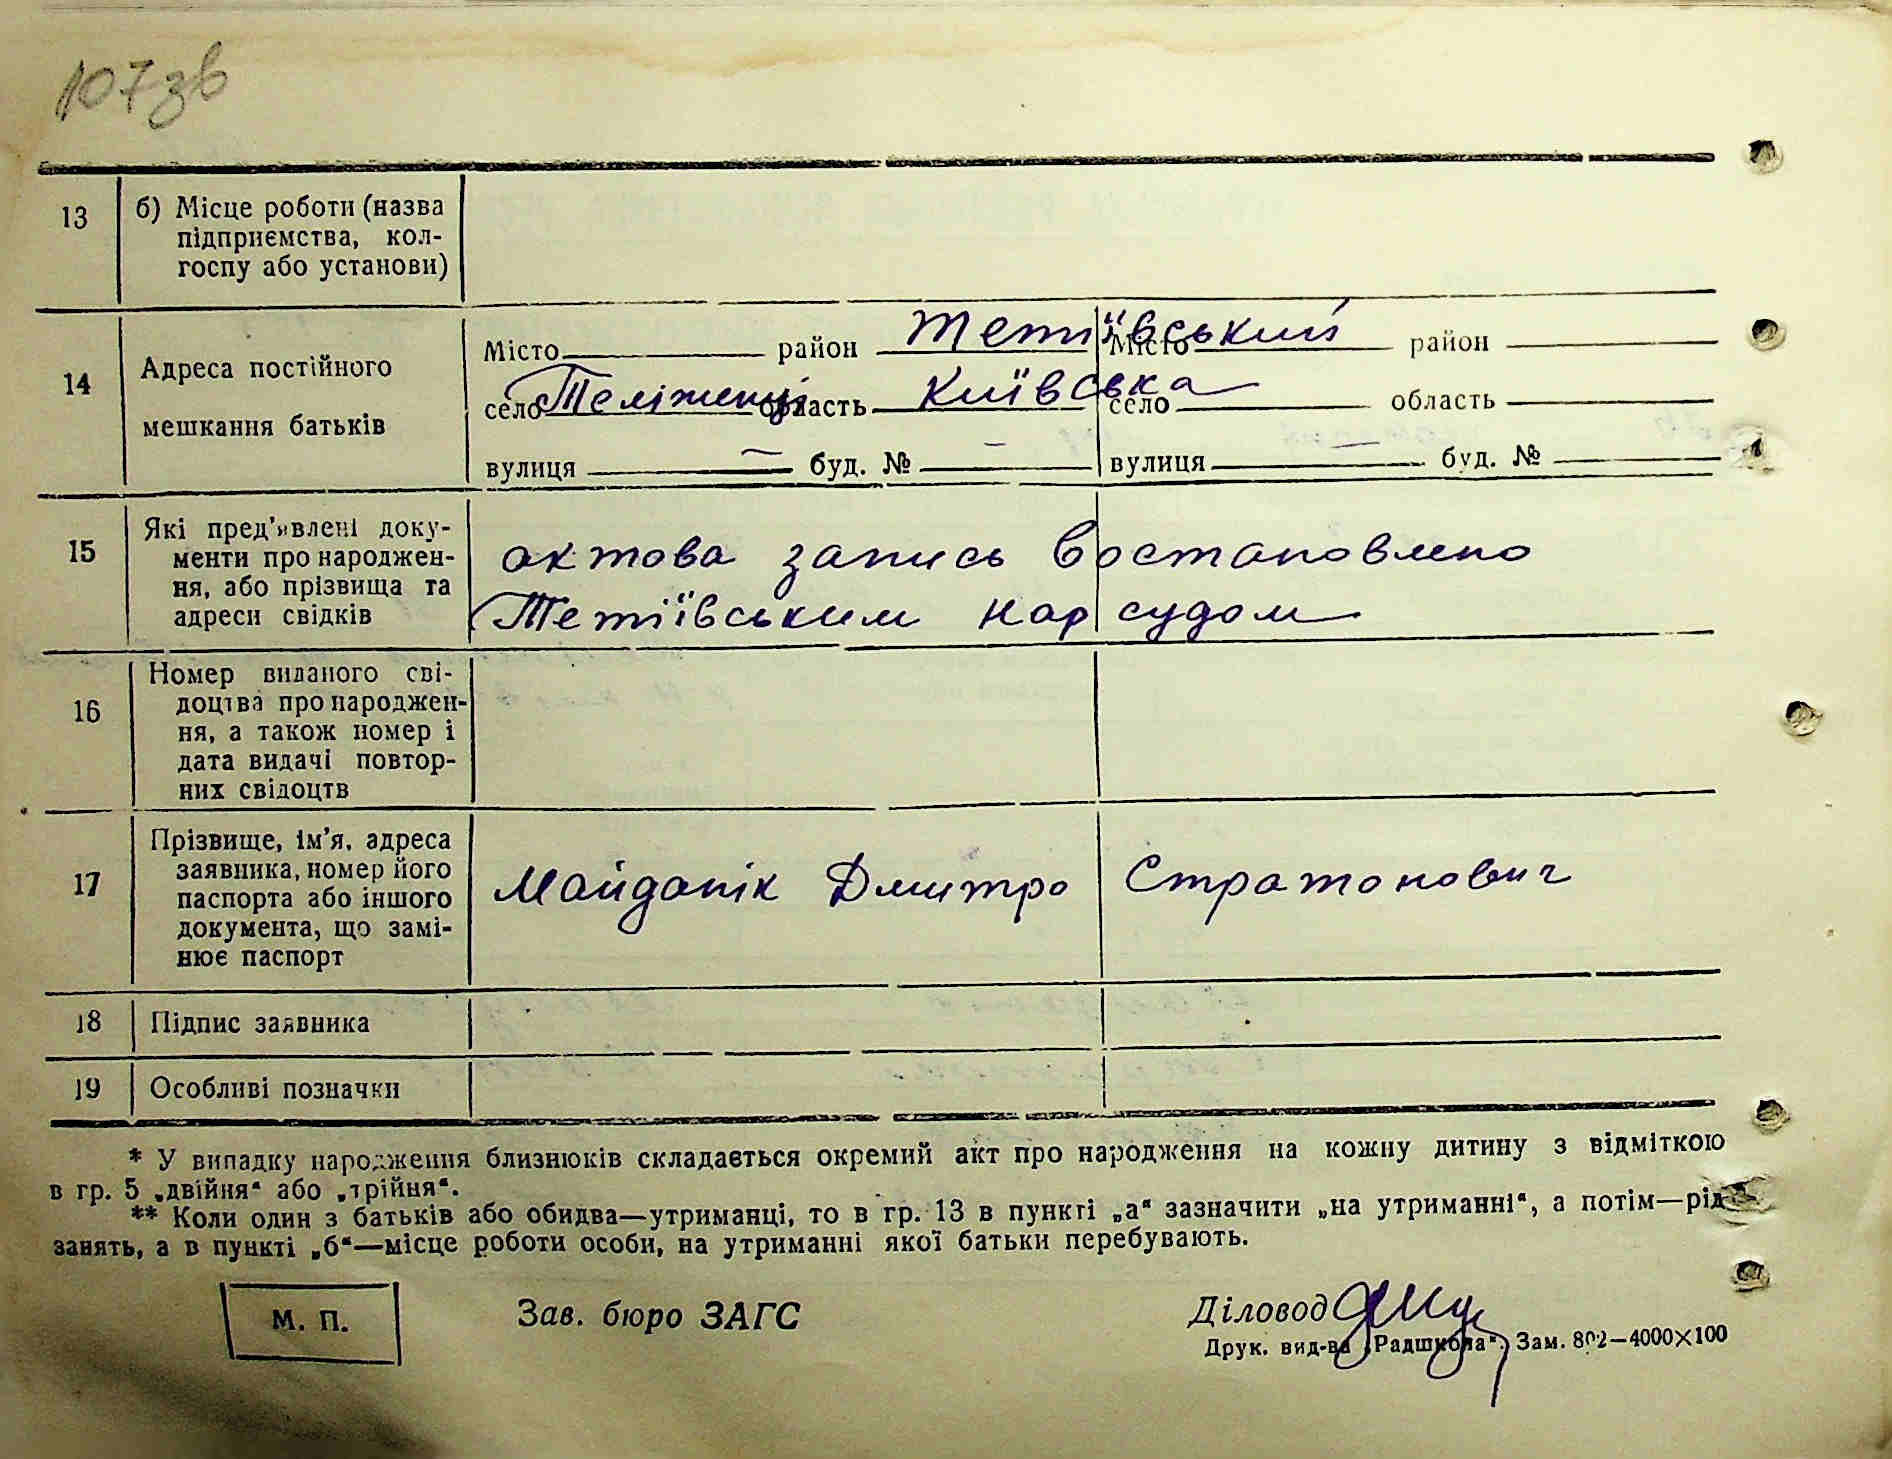 107зв
13 б) Місце роботи (назва
підприємства, кол-
госпу або установи)
14 Адреса постійного
мешкання батьків
Місто район Тетіївський Місто район
село Теліженці область Київська село область
вулиця — буд. № — вулиця — буд. №
15 Які пред'явлені доку-
менти про народжен-
ня, або прізвища та
адреси свідків
актова запись востановлено
Тетіївським нар судом
16 Номер виданого сві-
доцтва про народжен-
ня, а також номер і
дата видачі повтор-
них свідоцтв
17 Прізвище, ім'я, адреса
заявника, номер його
паспорта або іншого
документа, що замі-
нює паспорт
Майданік Дмитро Стратонович
18 Підпис заявника
19 Особливі позначки
* У випадку народження близнюків складається окремий акт про народження на кожну дитину з відміткою
в гр. 5 „двійня“ або „трійня“.
** Коли один з батьків або обидва—утриманці, то в гр. 13 в пункті „а“ зазначити „на утриманні“, а потім—рід
занять, а в пункті „б“—місце роботи особи, на утриманні якої батьки перебувають.
М. П. Зав. бюро ЗАГС Діловод
Друк. вид-ва „Радшкола“. Зам. 802—4000×100